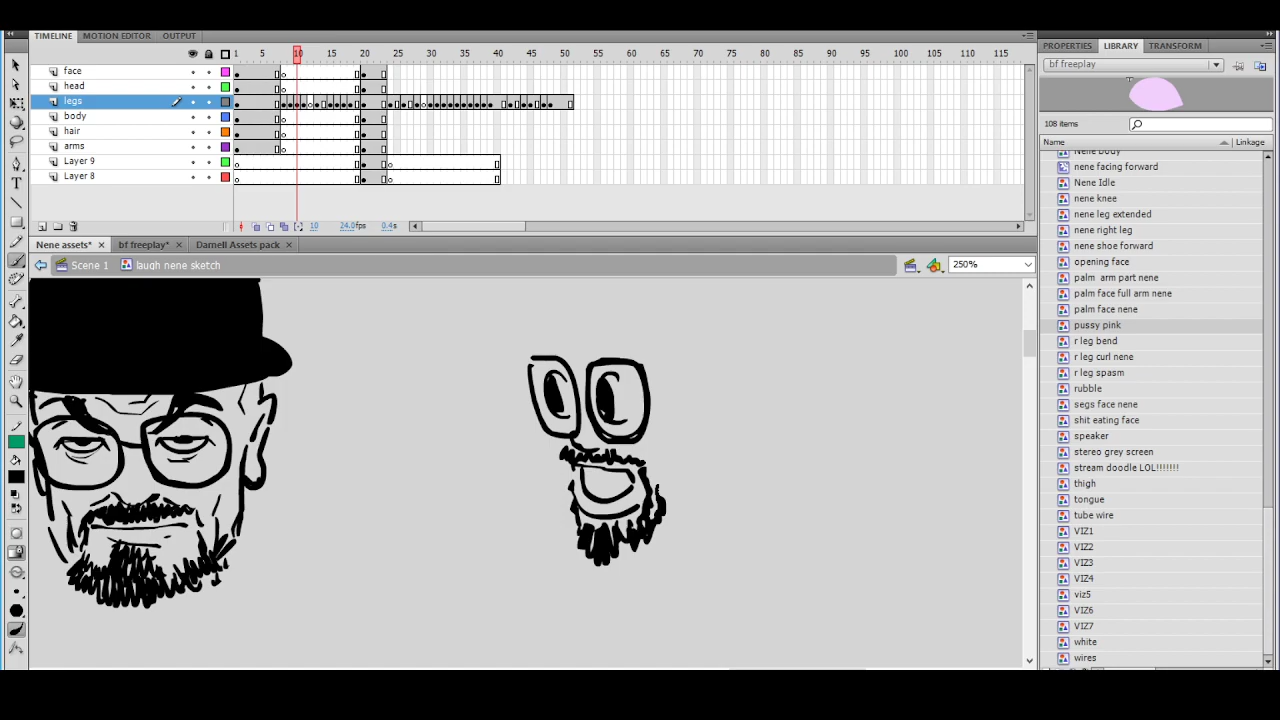 TIMELINE MOTION EDITOR OUTPUT
1 5 10 15 20 25 30 35 40 45 50 55 60 65 70 75 80 85 90 95 100 105 110 115
face
head
legs
body
hair
arms
Layer 9
Layer 8
10 24.0fps 0.4s
Nene assets* × bf freeplay* × Darnell Assets pack ×
Scene 1 laugh nene sketch 250%
PROPERTIES LIBRARY TRANSFORM
bf freeplay
108 items
Name Linkage
Nene Body
nene facing forward
Nene Idle
nene knee
nene leg extended
nene right leg
nene shoe forward
opening face
palm arm part nene
palm face full arm nene
palm face nene
pussy pink
r leg bend
r leg curl nene
r leg spasm
rubble
segs face nene
shit eating face
speaker
stereo grey screen
stream doodle LOL!!!!!!!
thigh
tongue
tube wire
VIZ1
VIZ2
VIZ3
VIZ4
viz5
VIZ6
VIZ7
white
wires